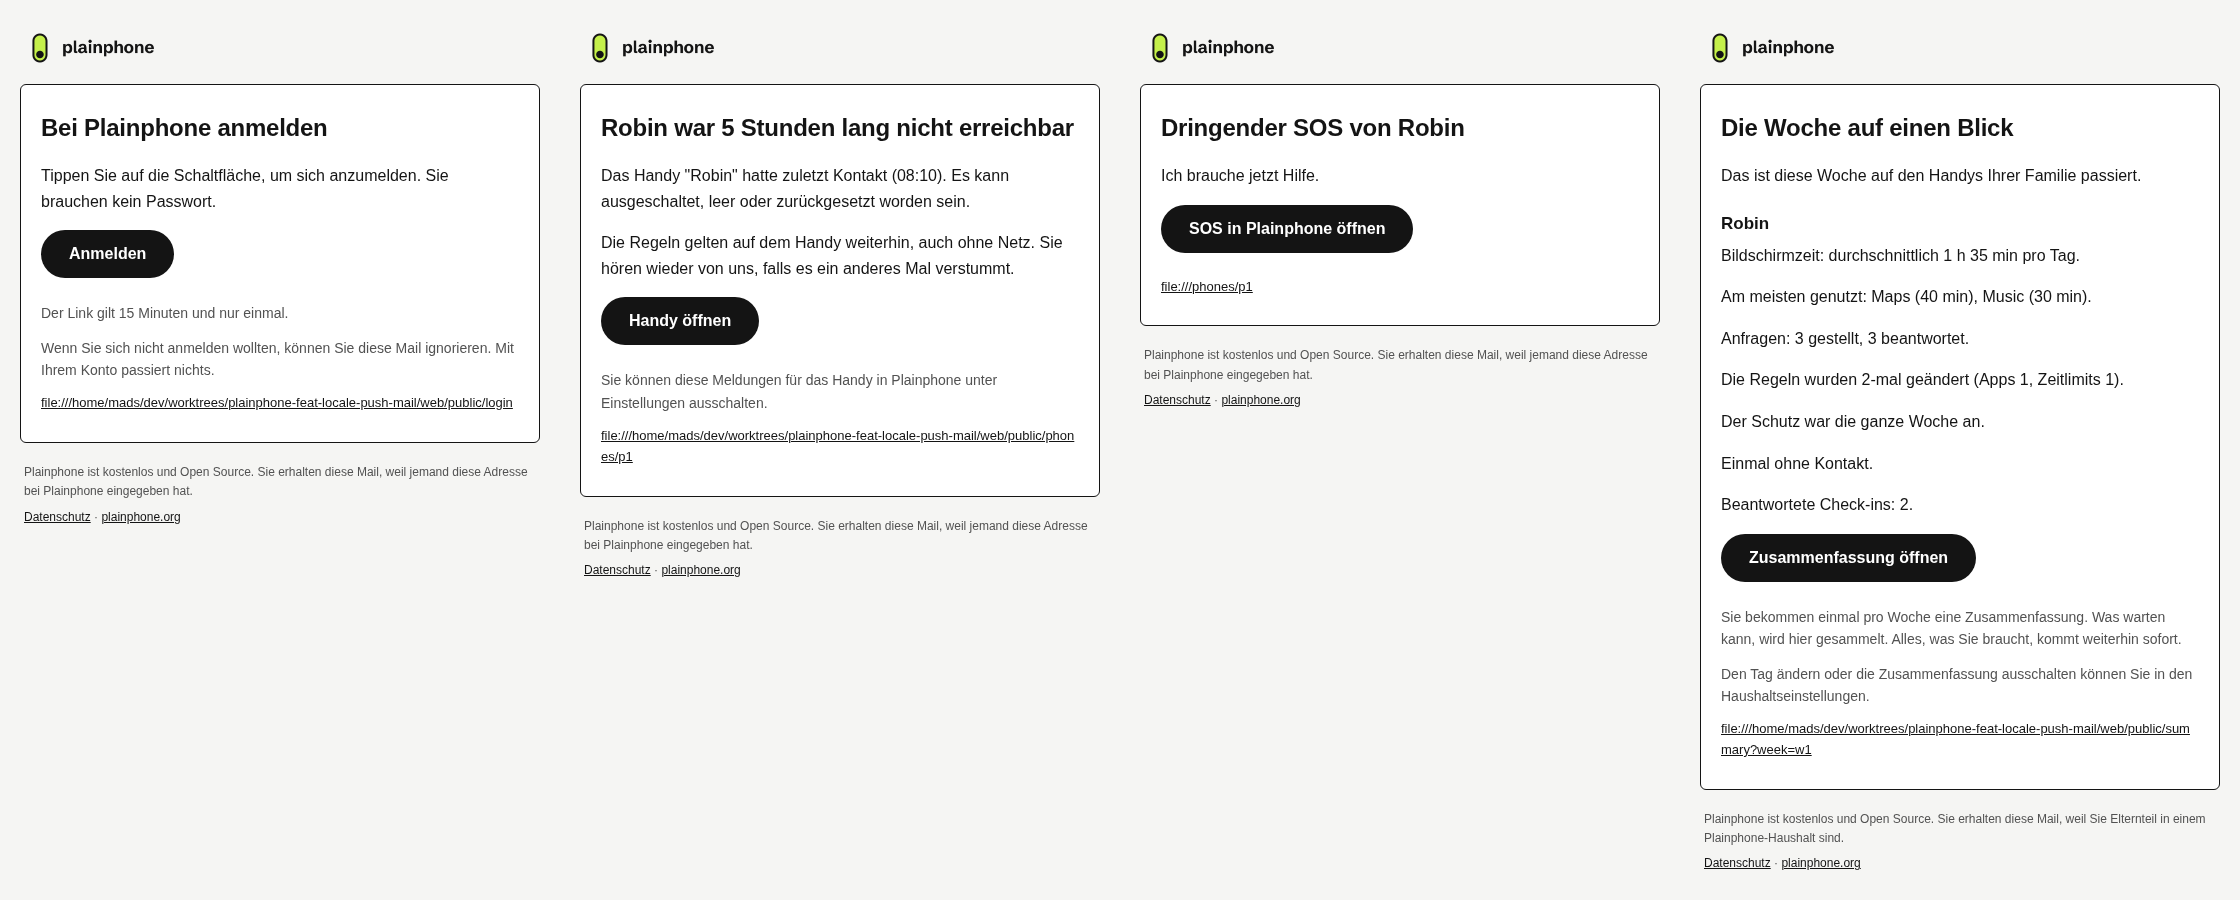 plainphone
Bei Plainphone anmelden
Tippen Sie auf die Schaltfläche, um sich anzumelden. Sie
brauchen kein Passwort.
Anmelden
Der Link gilt 15 Minuten und nur einmal.
Wenn Sie sich nicht anmelden wollten, können Sie diese Mail ignorieren. Mit
Ihrem Konto passiert nichts.
file:///home/mads/dev/worktrees/plainphone-feat-locale-push-mail/web/public/login
Plainphone ist kostenlos und Open Source. Sie erhalten diese Mail, weil jemand diese Adresse
bei Plainphone eingegeben hat.
Datenschutz · plainphone.org
plainphone
Robin war 5 Stunden lang nicht erreichbar
Das Handy "Robin" hatte zuletzt Kontakt (08:10). Es kann
ausgeschaltet, leer oder zurückgesetzt worden sein.
Die Regeln gelten auf dem Handy weiterhin, auch ohne Netz. Sie
hören wieder von uns, falls es ein anderes Mal verstummt.
Handy öffnen
Sie können diese Meldungen für das Handy in Plainphone unter
Einstellungen ausschalten.
file:///home/mads/dev/worktrees/plainphone-feat-locale-push-mail/web/public/phon
es/p1
Plainphone ist kostenlos und Open Source. Sie erhalten diese Mail, weil jemand diese Adresse
bei Plainphone eingegeben hat.
Datenschutz · plainphone.org
plainphone
Dringender SOS von Robin
Ich brauche jetzt Hilfe.
SOS in Plainphone öffnen
file:///phones/p1
Plainphone ist kostenlos und Open Source. Sie erhalten diese Mail, weil jemand diese Adresse
bei Plainphone eingegeben hat.
Datenschutz · plainphone.org
plainphone
Die Woche auf einen Blick
Das ist diese Woche auf den Handys Ihrer Familie passiert.
Robin
Bildschirmzeit: durchschnittlich 1 h 35 min pro Tag.
Am meisten genutzt: Maps (40 min), Music (30 min).
Anfragen: 3 gestellt, 3 beantwortet.
Die Regeln wurden 2-mal geändert (Apps 1, Zeitlimits 1).
Der Schutz war die ganze Woche an.
Einmal ohne Kontakt.
Beantwortete Check-ins: 2.
Zusammenfassung öffnen
Sie bekommen einmal pro Woche eine Zusammenfassung. Was warten
kann, wird hier gesammelt. Alles, was Sie braucht, kommt weiterhin sofort.
Den Tag ändern oder die Zusammenfassung ausschalten können Sie in den
Haushaltseinstellungen.
file:///home/mads/dev/worktrees/plainphone-feat-locale-push-mail/web/public/sum
mary?week=w1
Plainphone ist kostenlos und Open Source. Sie erhalten diese Mail, weil Sie Elternteil in einem
Plainphone-Haushalt sind.
Datenschutz · plainphone.org